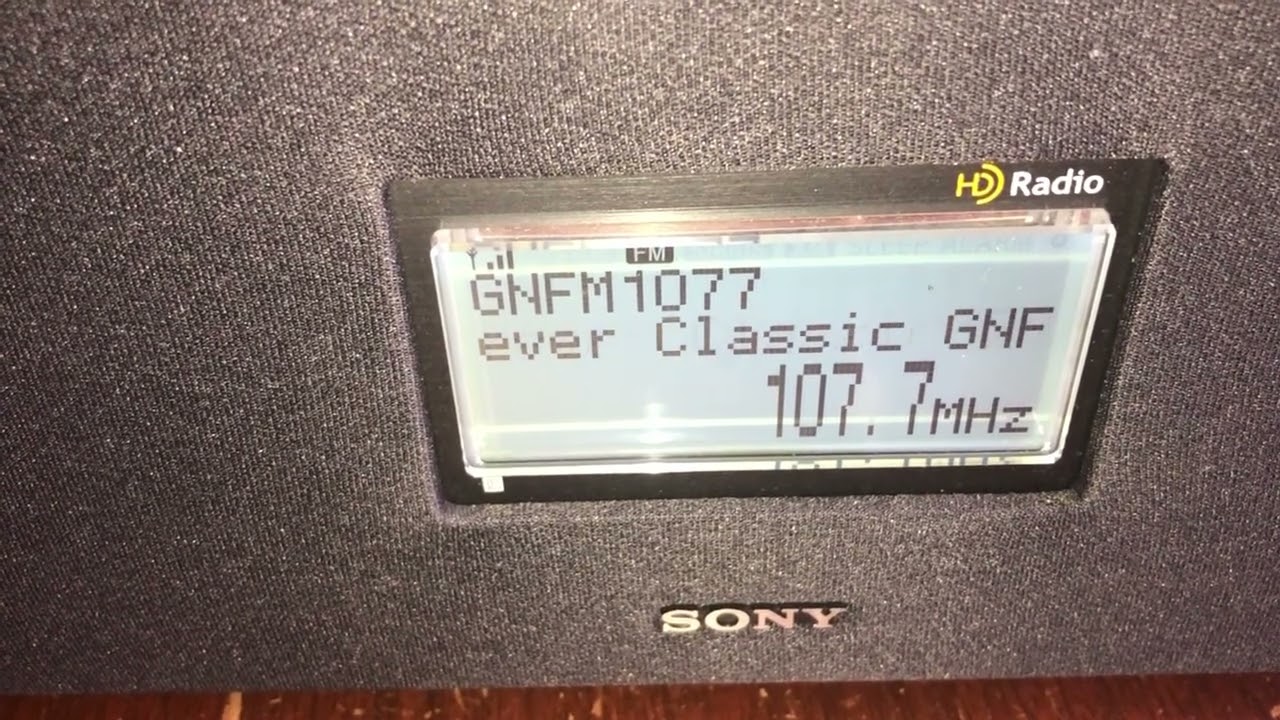 HD Radio
FM
GNFM1077
ever Classic GNF
107.7MHz
SONY